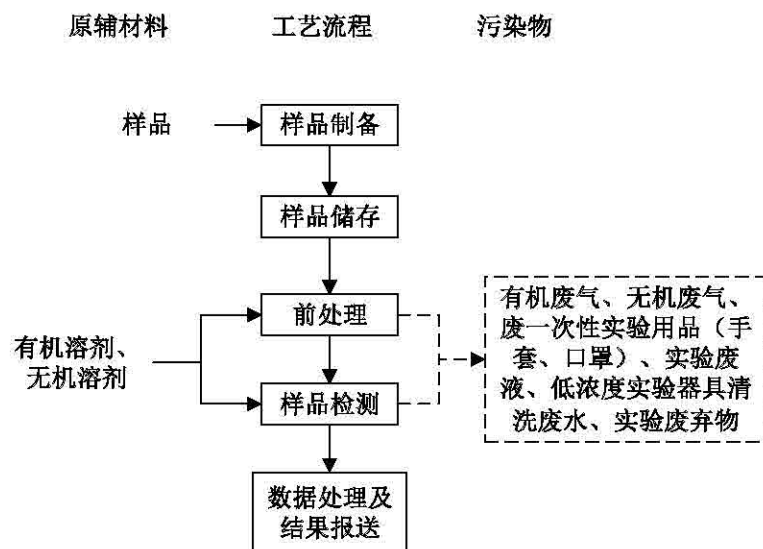 原辅材料
工艺流程
污染物
样品
样品制备
样品储存
前处理
有机溶剂、
无机溶剂
样品检测
有机废气、无机废气、
废一次性实验用品（手
套、口罩）、实验废
液、低浓度实验器具清
洗废水、实验废弃物
数据处理及
结果报送